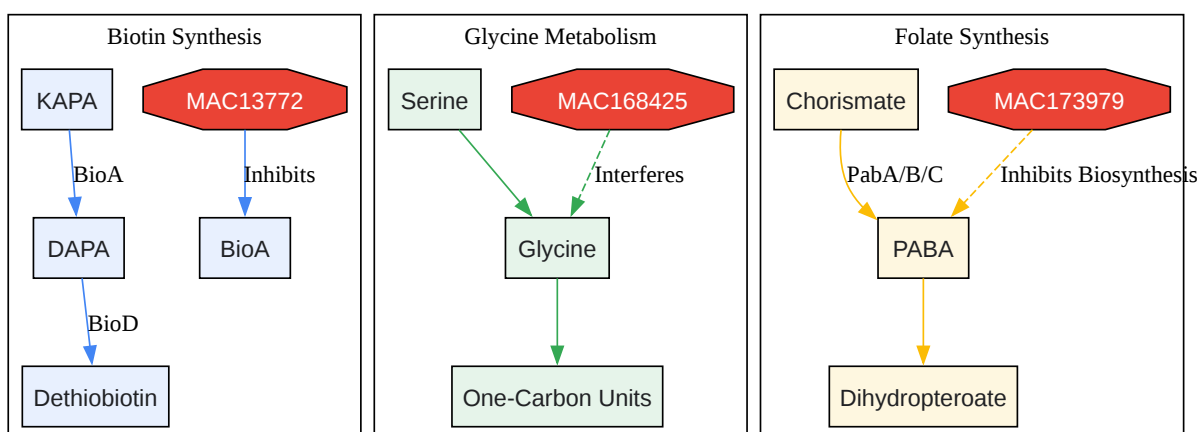 Biotin Synthesis
KAPA
MAC13772
BioA
Inhibits
DAPA
BioA
BioD
Dethiobiotin
Glycine Metabolism
Serine
MAC168425
Interferes
Glycine
One-Carbon Units
Folate Synthesis
Chorismate
MAC173979
PabA/B/C
Inhibits Biosynthesis
PABA
Dihydropteroate